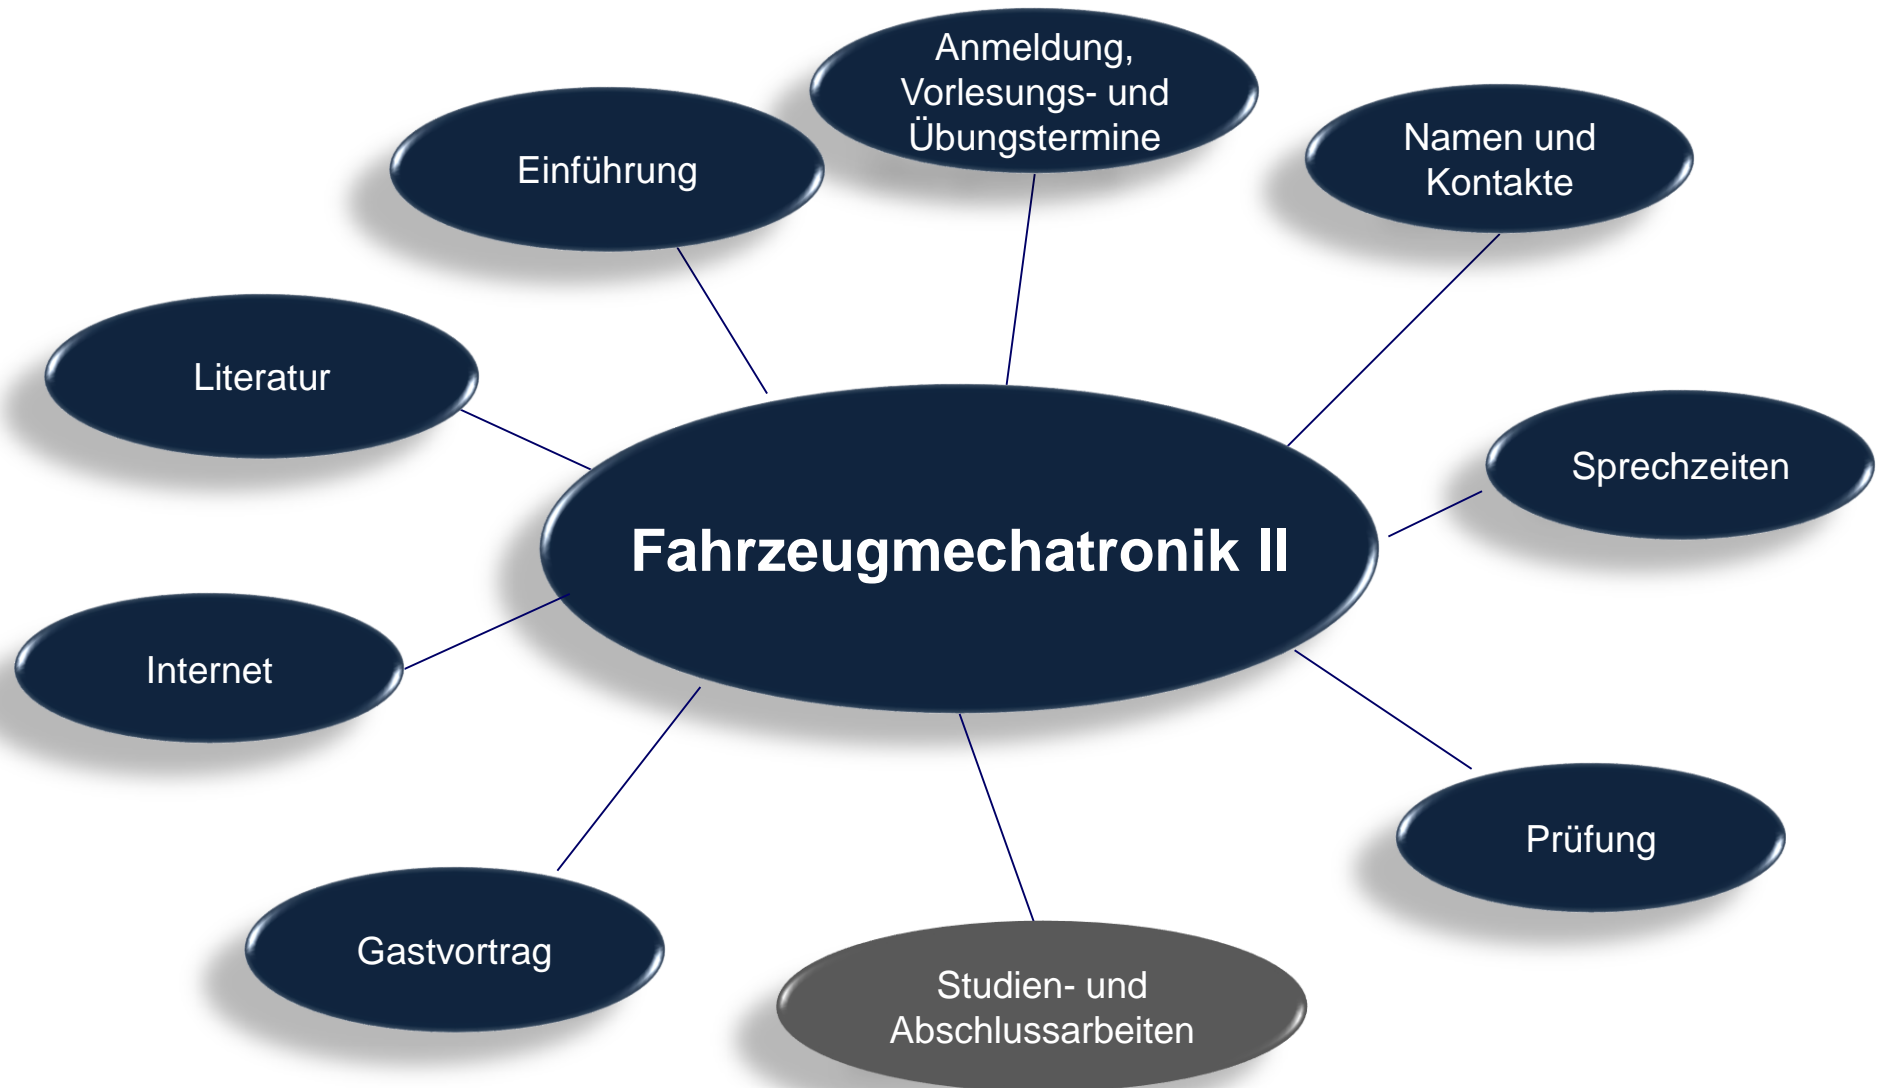 Anmeldung,
Vorlesungs- und
Übungstermine
Namen und
Kontakte
Einführung
Literatur
Sprechzeiten
Fahrzeugmechatronik II
Internet
Prüfung
Gastvortrag
Studien- und
Abschlussarbeiten